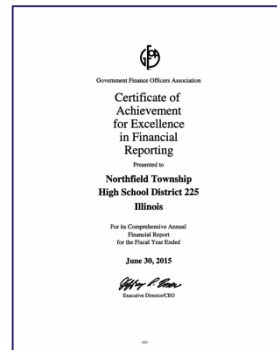 Government Finance Officers Association
Certificate of
Achievement
for Excellence
in Financial
Reporting
Presented to
Northfield Township
High School District 225
Illinois
For its Comprehensive Annual
Financial Report
for the Fiscal Year Ended
June 30, 2015
Executive Director/CEO